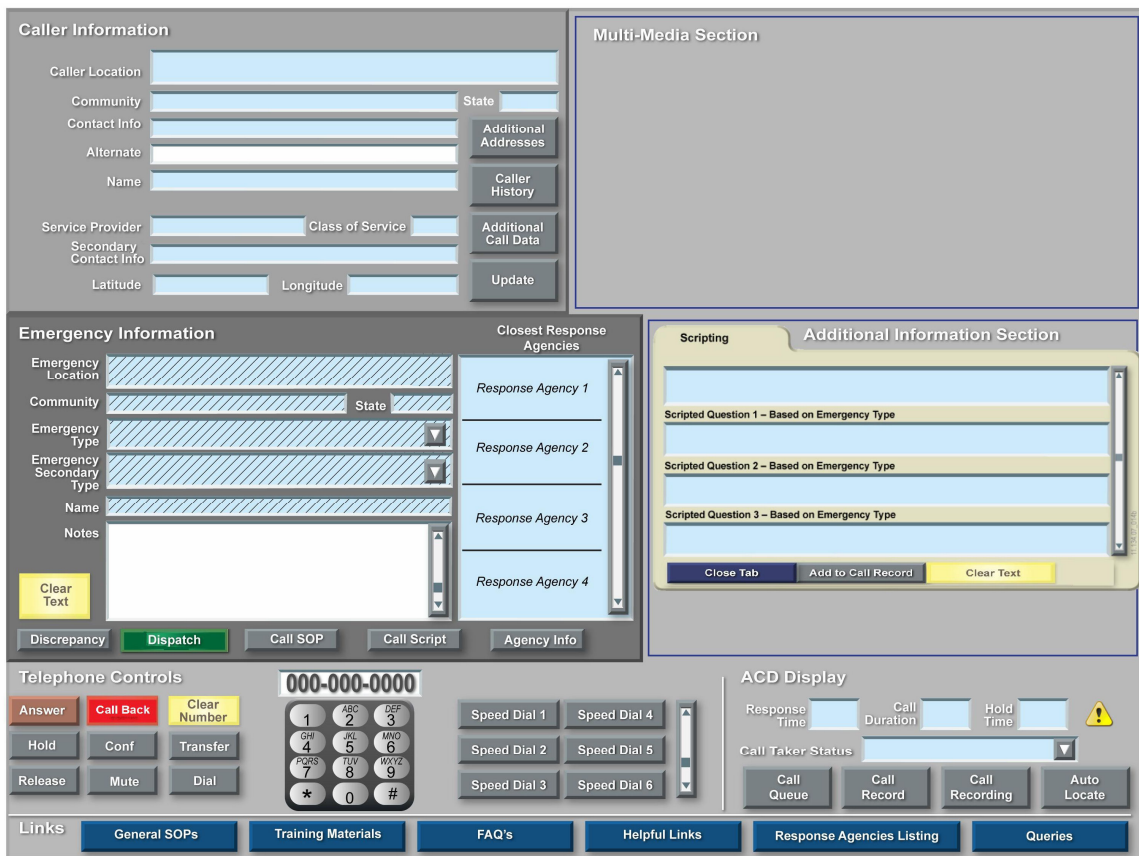 Caller Information
Caller Location
Community
State
Contact Info
Additional
Addresses
Alternate
Name
Caller
History
Service Provider
Class of Service
Additional
Call Data
Secondary
Contact Info
Latitude
Longitude
Update
Multi-Media Section
Emergency Information
Closest Response
Agencies
Emergency
Location
Community
State
Emergency
Type
Emergency
Secondary
Type
Name
Notes
Clear
Text
Response Agency 1
Response Agency 2
Response Agency 3
Response Agency 4
Discrepancy
Dispatch
Call SOP
Call Script
Agency Info
Scripting
Additional Information Section
Scripted Question 1 – Based on Emergency Type
Scripted Question 2 – Based on Emergency Type
Scripted Question 3 – Based on Emergency Type
Close Tab
Add to Call Record
Clear Text
Telephone Controls
Answer
Call Back
Clear
Number
Hold
Conf
Transfer
Release
Mute
Dial
000-000-0000
1
ABC
2
DEF
3
GHI
4
JKL
5
MNO
6
PQRS
7
TUV
8
WXYZ
9
*
0
#
Speed Dial 1
Speed Dial 4
Speed Dial 2
Speed Dial 5
Speed Dial 3
Speed Dial 6
ACD Display
Response
Time
Call
Duration
Hold
Time
Call Taker Status
Call
Queue
Call
Record
Call
Recording
Auto
Locate
Links
General SOPs
Training Materials
FAQ's
Helpful Links
Response Agencies Listing
Queries